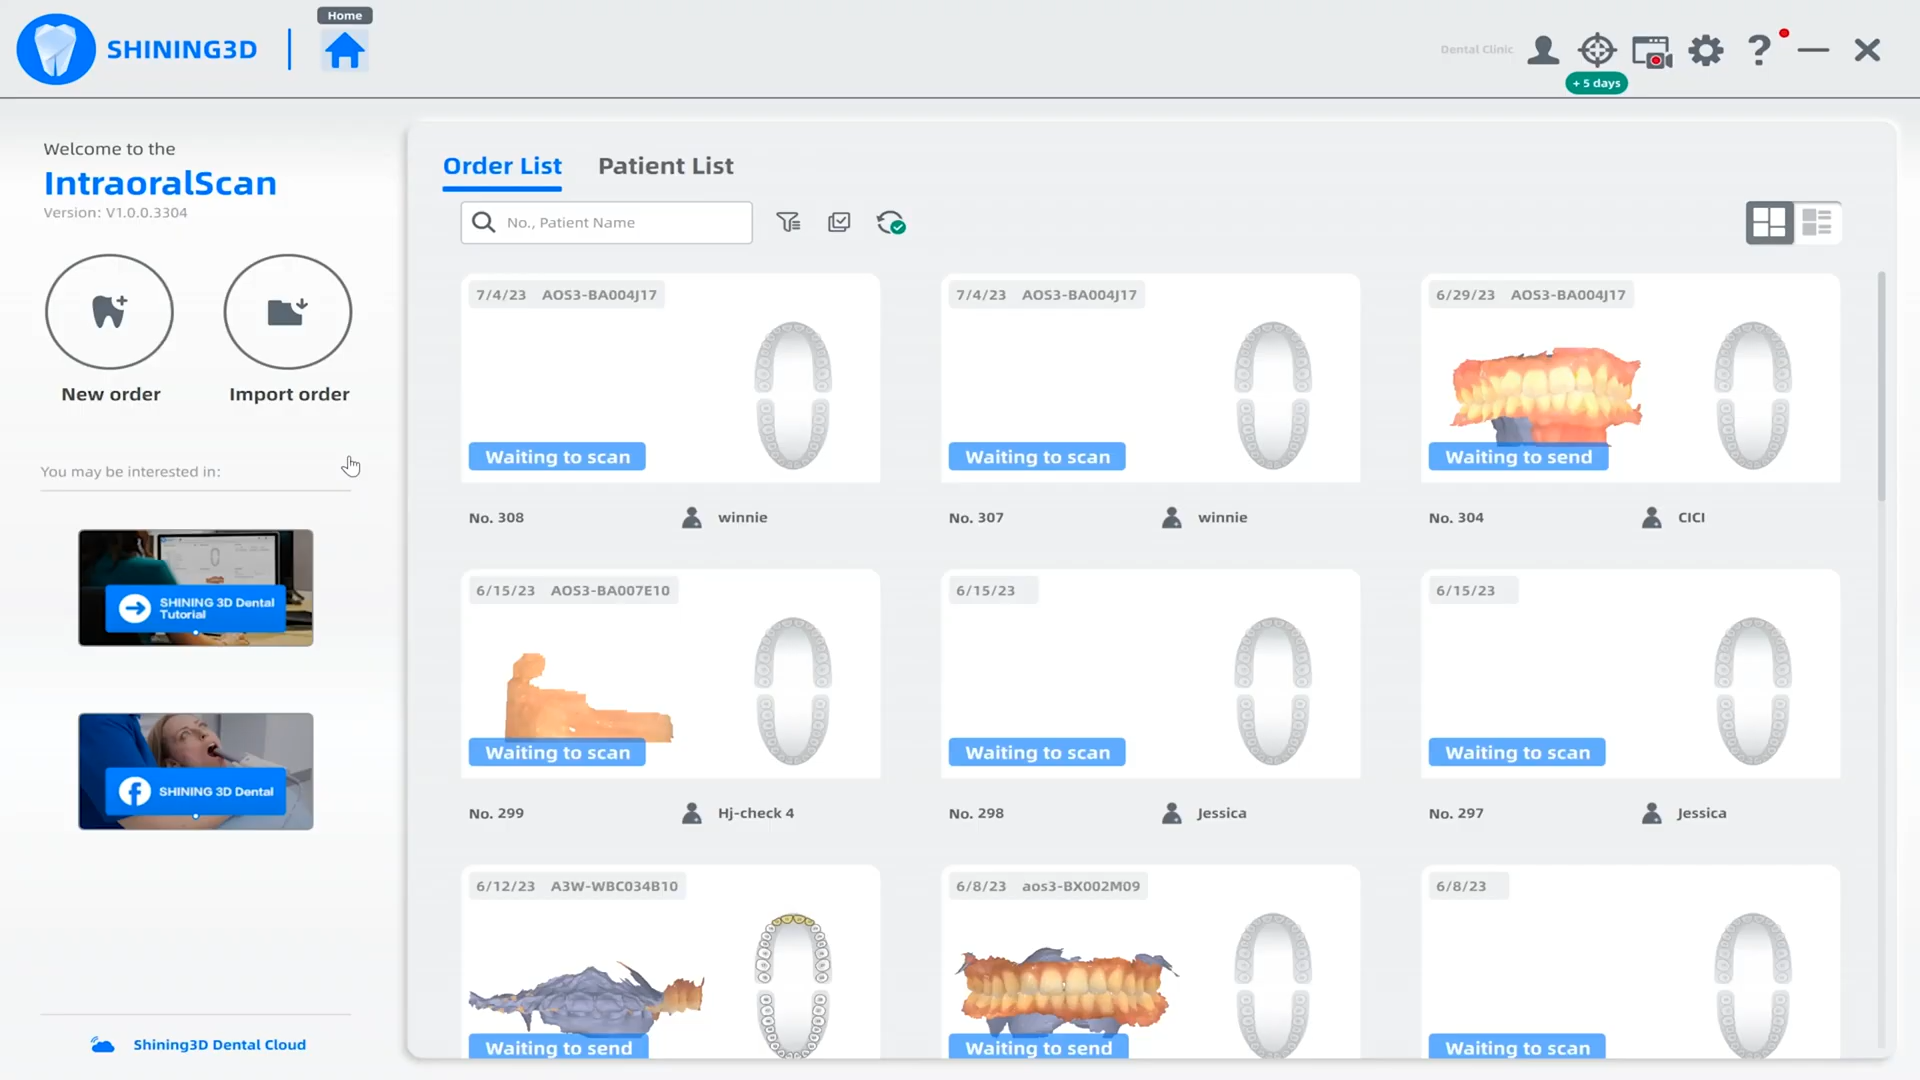 Home
SHINING3D
Dental Clinic
?
+ 5 days
Welcome to the
IntraoralScan
Version: V1.0.0.3304
New order
Import order
You may be interested in:
SHINING 3D Dental
Tutorial
SHINING 3D Dental
Shining3D Dental Cloud
Order List
Patient List
No., Patient Name
7/4/23 AOS3-BA004J17
Waiting to scan
No. 308
winnie
7/4/23 AOS3-BA004J17
Waiting to scan
No. 307
winnie
6/29/23 AOS3-BA004J17
Waiting to send
No. 304
CICI
6/15/23 AOS3-BA007E10
Waiting to scan
No. 299
Hj-check 4
6/15/23
Waiting to scan
No. 298
Jessica
6/15/23
Waiting to scan
No. 297
Jessica
6/12/23 A3W-WBC034B10
Waiting to send
6/8/23 aos3-BX002M09
Waiting to send
6/8/23
Waiting to scan